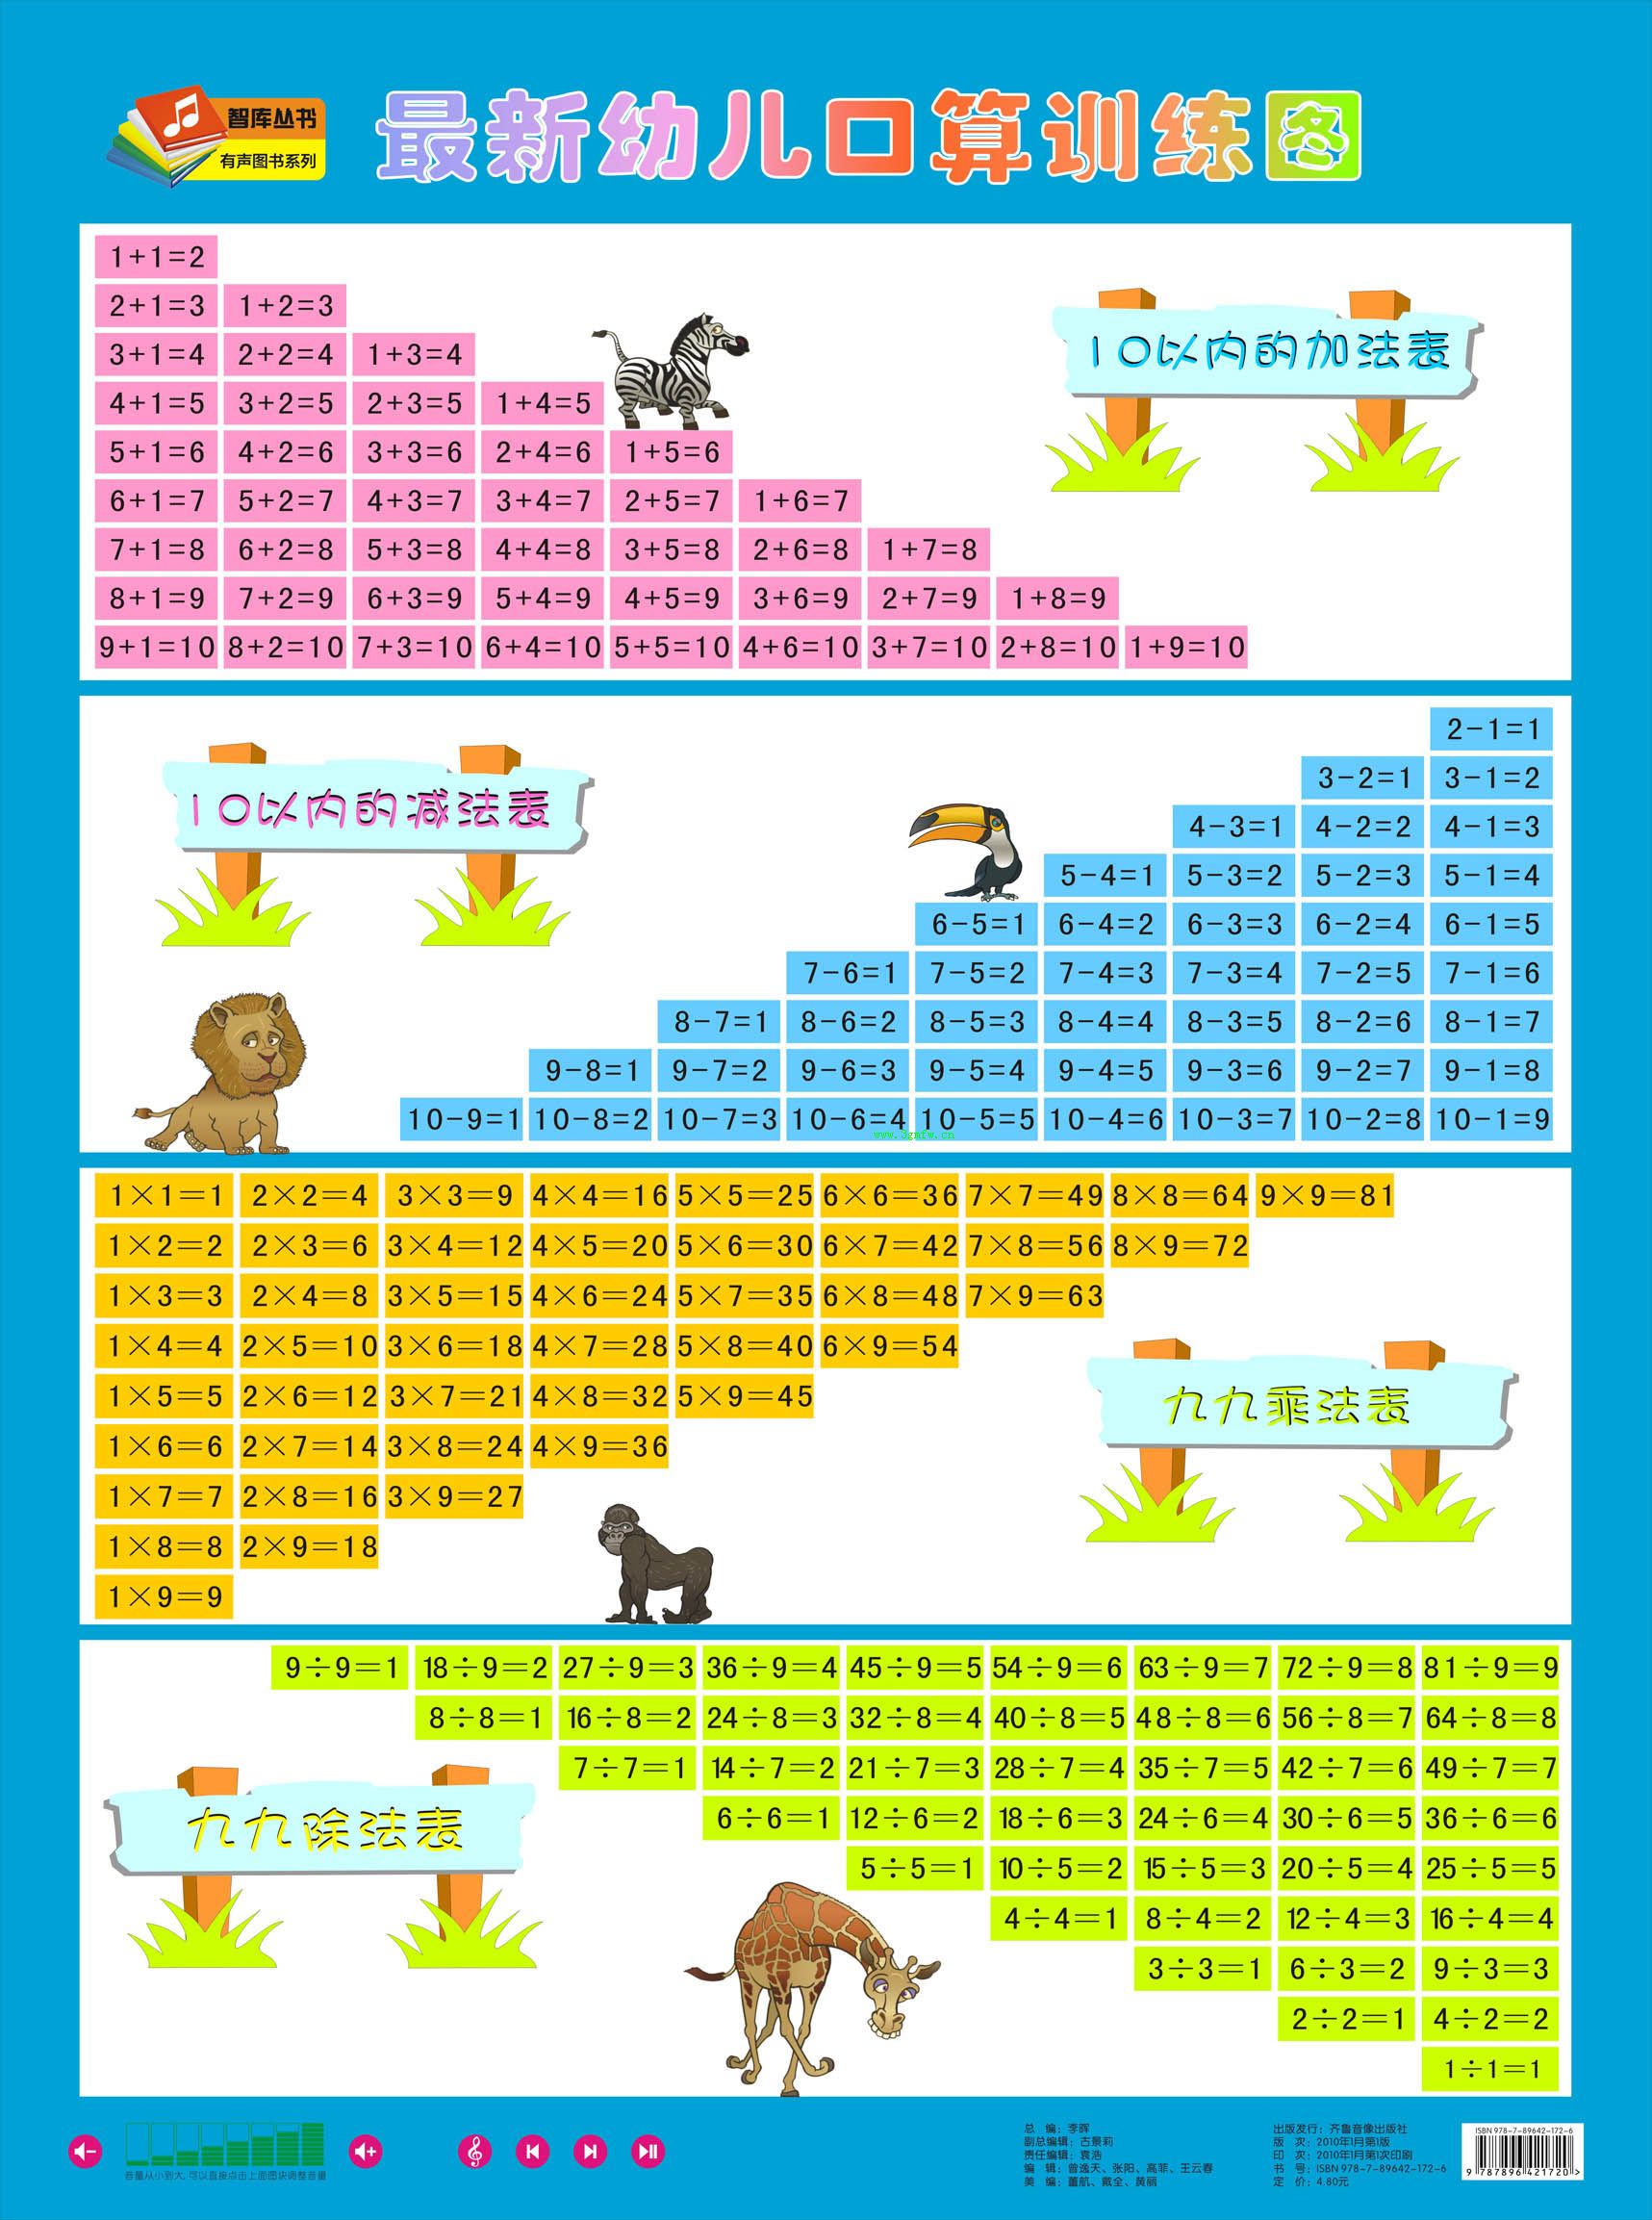 智库丛书
有声图书系列
最新幼儿口算训练图
1+1=2
2+1=3 1+2=3
3+1=4 2+2=4 1+3=4
4+1=5 3+2=5 2+3=5 1+4=5
5+1=6 4+2=6 3+3=6 2+4=6 1+5=6
6+1=7 5+2=7 4+3=7 3+4=7 2+5=7 1+6=7
7+1=8 6+2=8 5+3=8 4+4=8 3+5=8 2+6=8 1+7=8
8+1=9 7+2=9 6+3=9 5+4=9 4+5=9 3+6=9 2+7=9 1+8=9
9+1=10 8+2=10 7+3=10 6+4=10 5+5=10 4+6=10 3+7=10 2+8=10 1+9=10
10以内的加法表
10以内的减法表
2-1=1
3-2=1 3-1=2
4-3=1 4-2=2 4-1=3
5-4=1 5-3=2 5-2=3 5-1=4
6-5=1 6-4=2 6-3=3 6-2=4 6-1=5
7-6=1 7-5=2 7-4=3 7-3=4 7-2=5 7-1=6
8-7=1 8-6=2 8-5=3 8-4=4 8-3=5 8-2=6 8-1=7
9-8=1 9-7=2 9-6=3 9-5=4 9-4=5 9-3=6 9-2=7 9-1=8
10-9=1 10-8=2 10-7=3 10-6=4 10-5=5 10-4=6 10-3=7 10-2=8 10-1=9
www.3gmfw.cn
1×1=1 2×2=4 3×3=9 4×4=16 5×5=25 6×6=36 7×7=49 8×8=64 9×9=81
1×2=2 2×3=6 3×4=12 4×5=20 5×6=30 6×7=42 7×8=56 8×9=72
1×3=3 2×4=8 3×5=15 4×6=24 5×7=35 6×8=48 7×9=63
1×4=4 2×5=10 3×6=18 4×7=28 5×8=40 6×9=54
1×5=5 2×6=12 3×7=21 4×8=32 5×9=45
1×6=6 2×7=14 3×8=24 4×9=36
1×7=7 2×8=16 3×9=27
1×8=8 2×9=18
1×9=9
九九乘法表
9÷9=1 18÷9=2 27÷9=3 36÷9=4 45÷9=5 54÷9=6 63÷9=7 72÷9=8 81÷9=9
8÷8=1 16÷8=2 24÷8=3 32÷8=4 40÷8=5 48÷8=6 56÷8=7 64÷8=8
7÷7=1 14÷7=2 21÷7=3 28÷7=4 35÷7=5 42÷7=6 49÷7=7
6÷6=1 12÷6=2 18÷6=3 24÷6=4 30÷6=5 36÷6=6
5÷5=1 10÷5=2 15÷5=3 20÷5=4 25÷5=5
4÷4=1 8÷4=2 12÷4=3 16÷4=4
3÷3=1 6÷3=2 9÷3=3
2÷2=1 4÷2=2
1÷1=1
九九除法表
音量从小到大,可以直接点击上面图块调整音量
总 编：李晖
副总编辑：古景莉
责任编辑：袁浩
编 辑：曾逸天、张阳、高菲、王云春
美 编：董航、戴全、黄丽
出版发行：齐鲁音像出版社
版 次：2010年1月第1版
印 次：2010年1月第1次印刷
书 号：ISBN 978-7-89642-172-6
定 价：4.80元
ISBN 978-7-89642-172-6
9 787896 421720 >